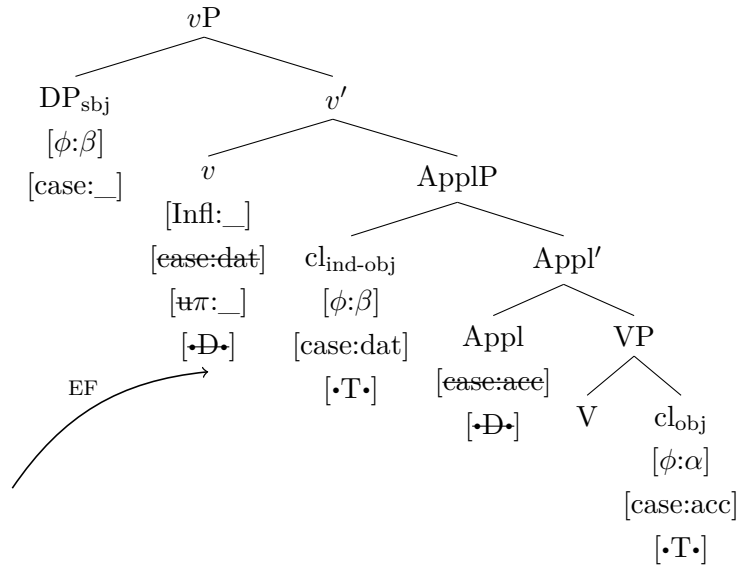 vP
DP_sbj
[ϕ:β]
[case:_]
v′
v
[Infl:_]
[case:dat]
[uπ:_]
[•D•]
ApplP
cl_ind-obj
[ϕ:β]
[case:dat]
[•T•]
Appl′
Appl
[case:acc]
[•D•]
VP
V
cl_obj
[ϕ:α]
[case:acc]
[•T•]
EF